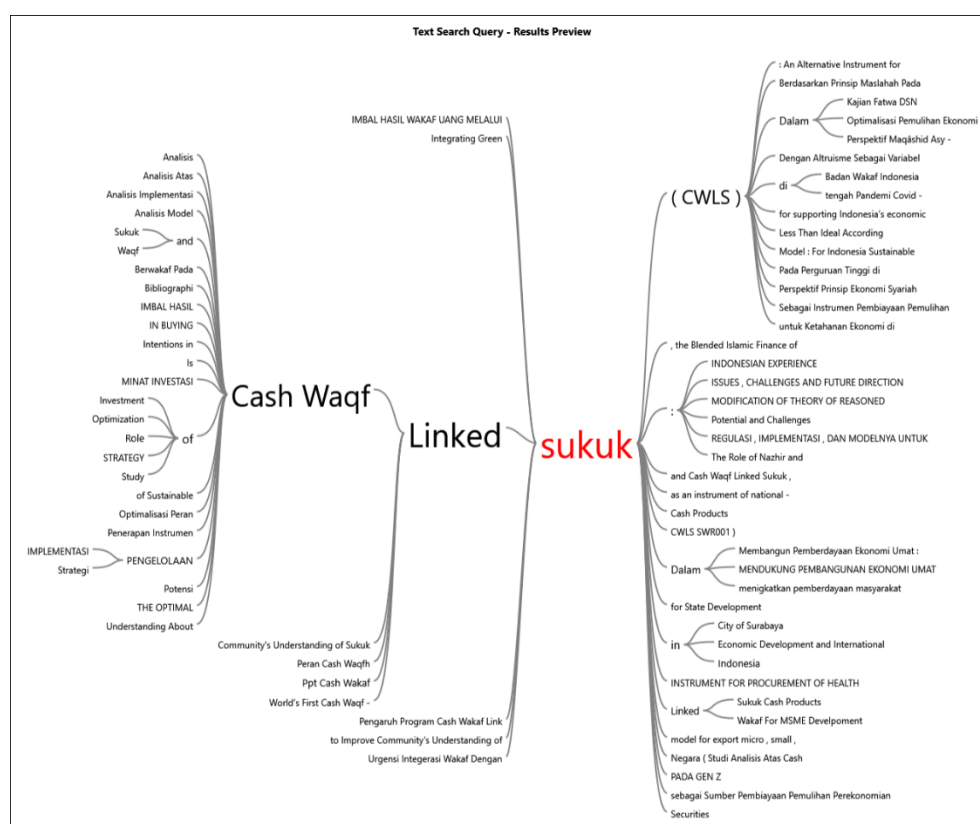 Text Search Query - Results Preview
IMBAL HASIL WAKAF UANG MELALUI
Integrating Green
Analisis
Analisis Atas
Analisis Implementasi
Analisis Model
Sukuk
Waqf
and
Berwakaf Pada
Bibliographi
IMBAL HASIL
IN BUYING
Intentions in
Is
MINAT INVESTASI
Investment
Optimization
Role
STRATEGY
Study
of
of Sustainable
Optimalisasi Peran
Penerapan Instrumen
IMPLEMENTASI
Strategi
PENGELOLAAN
Potensi
THE OPTIMAL
Understanding About
Cash Waqf
Community's Understanding of Sukuk
Peran Cash Waqfh
Ppt Cash Wakaf
World's First Cash Waqf -
Linked
Pengaruh Program Cash Wakaf Link
to Improve Community's Understanding of
Urgensi Integerasi Wakaf Dengan
sukuk
( CWLS )
: An Alternative Instrument for
Berdasarkan Prinsip Maslahah Pada
Dalam
Kajian Fatwa DSN
Optimalisasi Pemulihan Ekonomi
Perspektif Maqâshid Asy -
Dengan Altruisme Sebagai Variabel
di
Badan Wakaf Indonesia
tengah Pandemi Covid -
for supporting Indonesia's economic
Less Than Ideal According
Model : For Indonesia Sustainable
Pada Perguruan Tinggi di
Perspektif Prinsip Ekonomi Syariah
Sebagai Instrumen Pembiayaan Pemulihan
untuk Ketahanan Ekonomi di
, the Blended Islamic Finance of
:
INDONESIAN EXPERIENCE
ISSUES , CHALLENGES AND FUTURE DIRECTION
MODIFICATION OF THEORY OF REASONED
Potential and Challenges
REGULASI , IMPLEMENTASI , DAN MODELNYA UNTUK
The Role of Nazhir and
and Cash Waqf Linked Sukuk ,
as an instrument of national -
Cash Products
CWLS SWR001 )
Dalam
Membangun Pemberdayaan Ekonomi Umat :
MENDUKUNG PEMBANGUNAN EKONOMI UMAT
menigkatkan pemberdayaan masyarakat
for State Development
in
City of Surabaya
Economic Development and International
Indonesia
INSTRUMENT FOR PROCUREMENT OF HEALTH
Linked
Sukuk Cash Products
Wakaf For MSME Develpoment
model for export micro , small ,
Negara ( Studi Analisis Atas Cash
PADA GEN Z
sebagai Sumber Pembiayaan Pemulihan Perekonomian
Securities